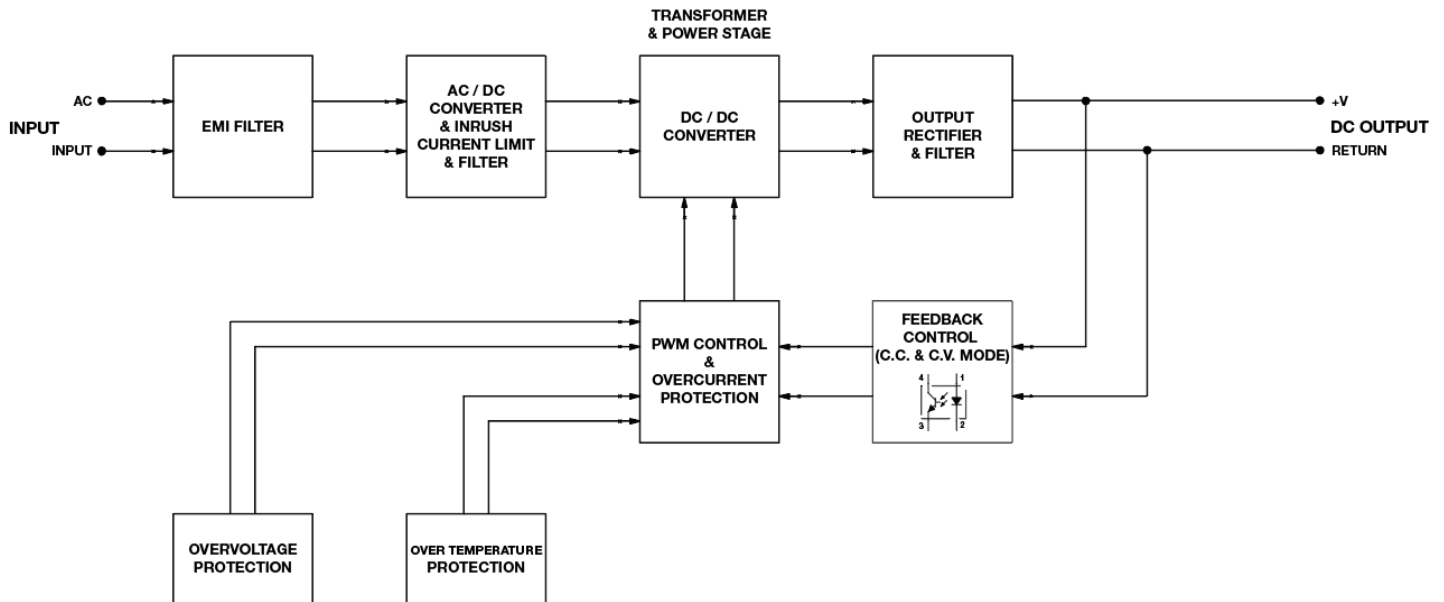 TRANSFORMER
& POWER STAGE
INPUT
AC
INPUT
EMI FILTER
AC / DC
CONVERTER
& INRUSH
CURRENT LIMIT
& FILTER
DC / DC
CONVERTER
OUTPUT
RECTIFIER
& FILTER
+V
DC OUTPUT
RETURN
PWM CONTROL
&
OVERCURRENT
PROTECTION
FEEDBACK
CONTROL
(C.C. & C.V. MODE)
4 1
3 2
OVERVOLTAGE
PROTECTION
OVER TEMPERATURE
PROTECTION